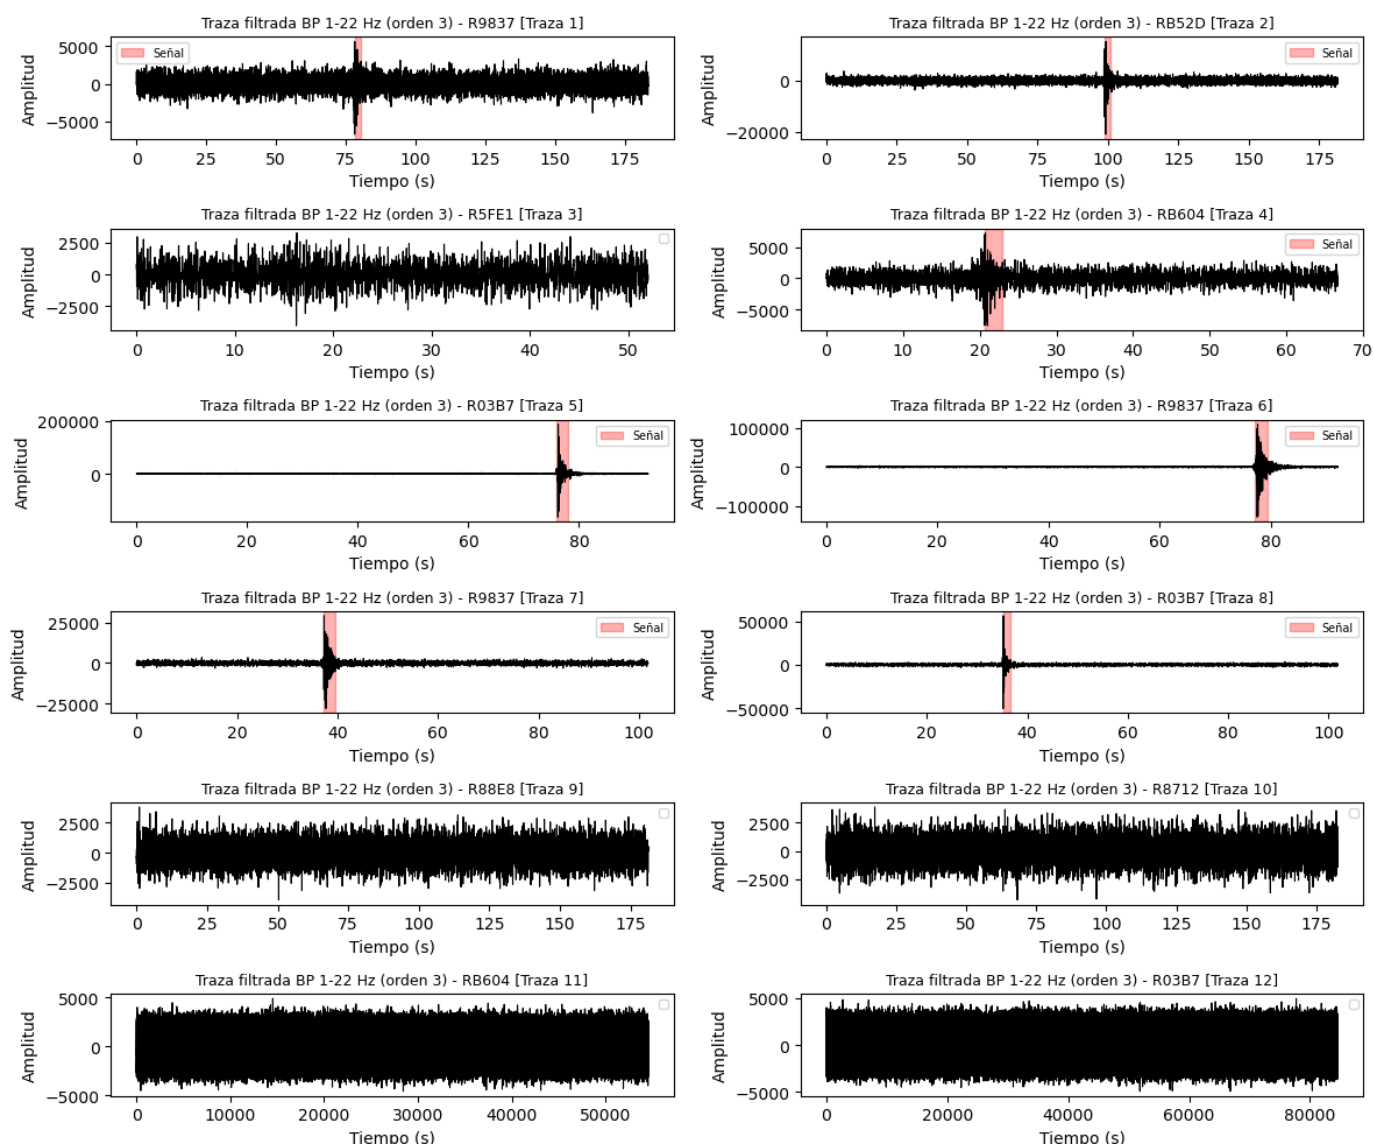 Traza filtrada BP 1-22 Hz (orden 3) - R9837 [Traza 1]
Amplitud
5000
0
−5000
Señal
0 25 50 75 100 125 150 175
Tiempo (s)
Traza filtrada BP 1-22 Hz (orden 3) - RB52D [Traza 2]
Amplitud
0
−20000
Señal
0 25 50 75 100 125 150 175
Tiempo (s)
Traza filtrada BP 1-22 Hz (orden 3) - R5FE1 [Traza 3]
Amplitud
2500
0
−2500
0 10 20 30 40 50
Tiempo (s)
Traza filtrada BP 1-22 Hz (orden 3) - RB604 [Traza 4]
Amplitud
5000
0
−5000
Señal
0 10 20 30 40 50 60 70
Tiempo (s)
Traza filtrada BP 1-22 Hz (orden 3) - R03B7 [Traza 5]
Amplitud
200000
0
Señal
0 20 40 60 80
Tiempo (s)
Traza filtrada BP 1-22 Hz (orden 3) - R9837 [Traza 6]
Amplitud
100000
0
−100000
Señal
0 20 40 60 80
Tiempo (s)
Traza filtrada BP 1-22 Hz (orden 3) - R9837 [Traza 7]
Amplitud
25000
0
−25000
Señal
0 20 40 60 80 100
Tiempo (s)
Traza filtrada BP 1-22 Hz (orden 3) - R03B7 [Traza 8]
Amplitud
50000
0
−50000
Señal
0 20 40 60 80 100
Tiempo (s)
Traza filtrada BP 1-22 Hz (orden 3) - R88E8 [Traza 9]
Amplitud
2500
0
−2500
0 25 50 75 100 125 150 175
Tiempo (s)
Traza filtrada BP 1-22 Hz (orden 3) - R8712 [Traza 10]
Amplitud
2500
0
−2500
0 25 50 75 100 125 150 175
Tiempo (s)
Traza filtrada BP 1-22 Hz (orden 3) - RB604 [Traza 11]
Amplitud
5000
0
−5000
0 10000 20000 30000 40000 50000
Tiempo (s)
Traza filtrada BP 1-22 Hz (orden 3) - R03B7 [Traza 12]
Amplitud
5000
0
−5000
0 20000 40000 60000 80000
Tiempo (s)